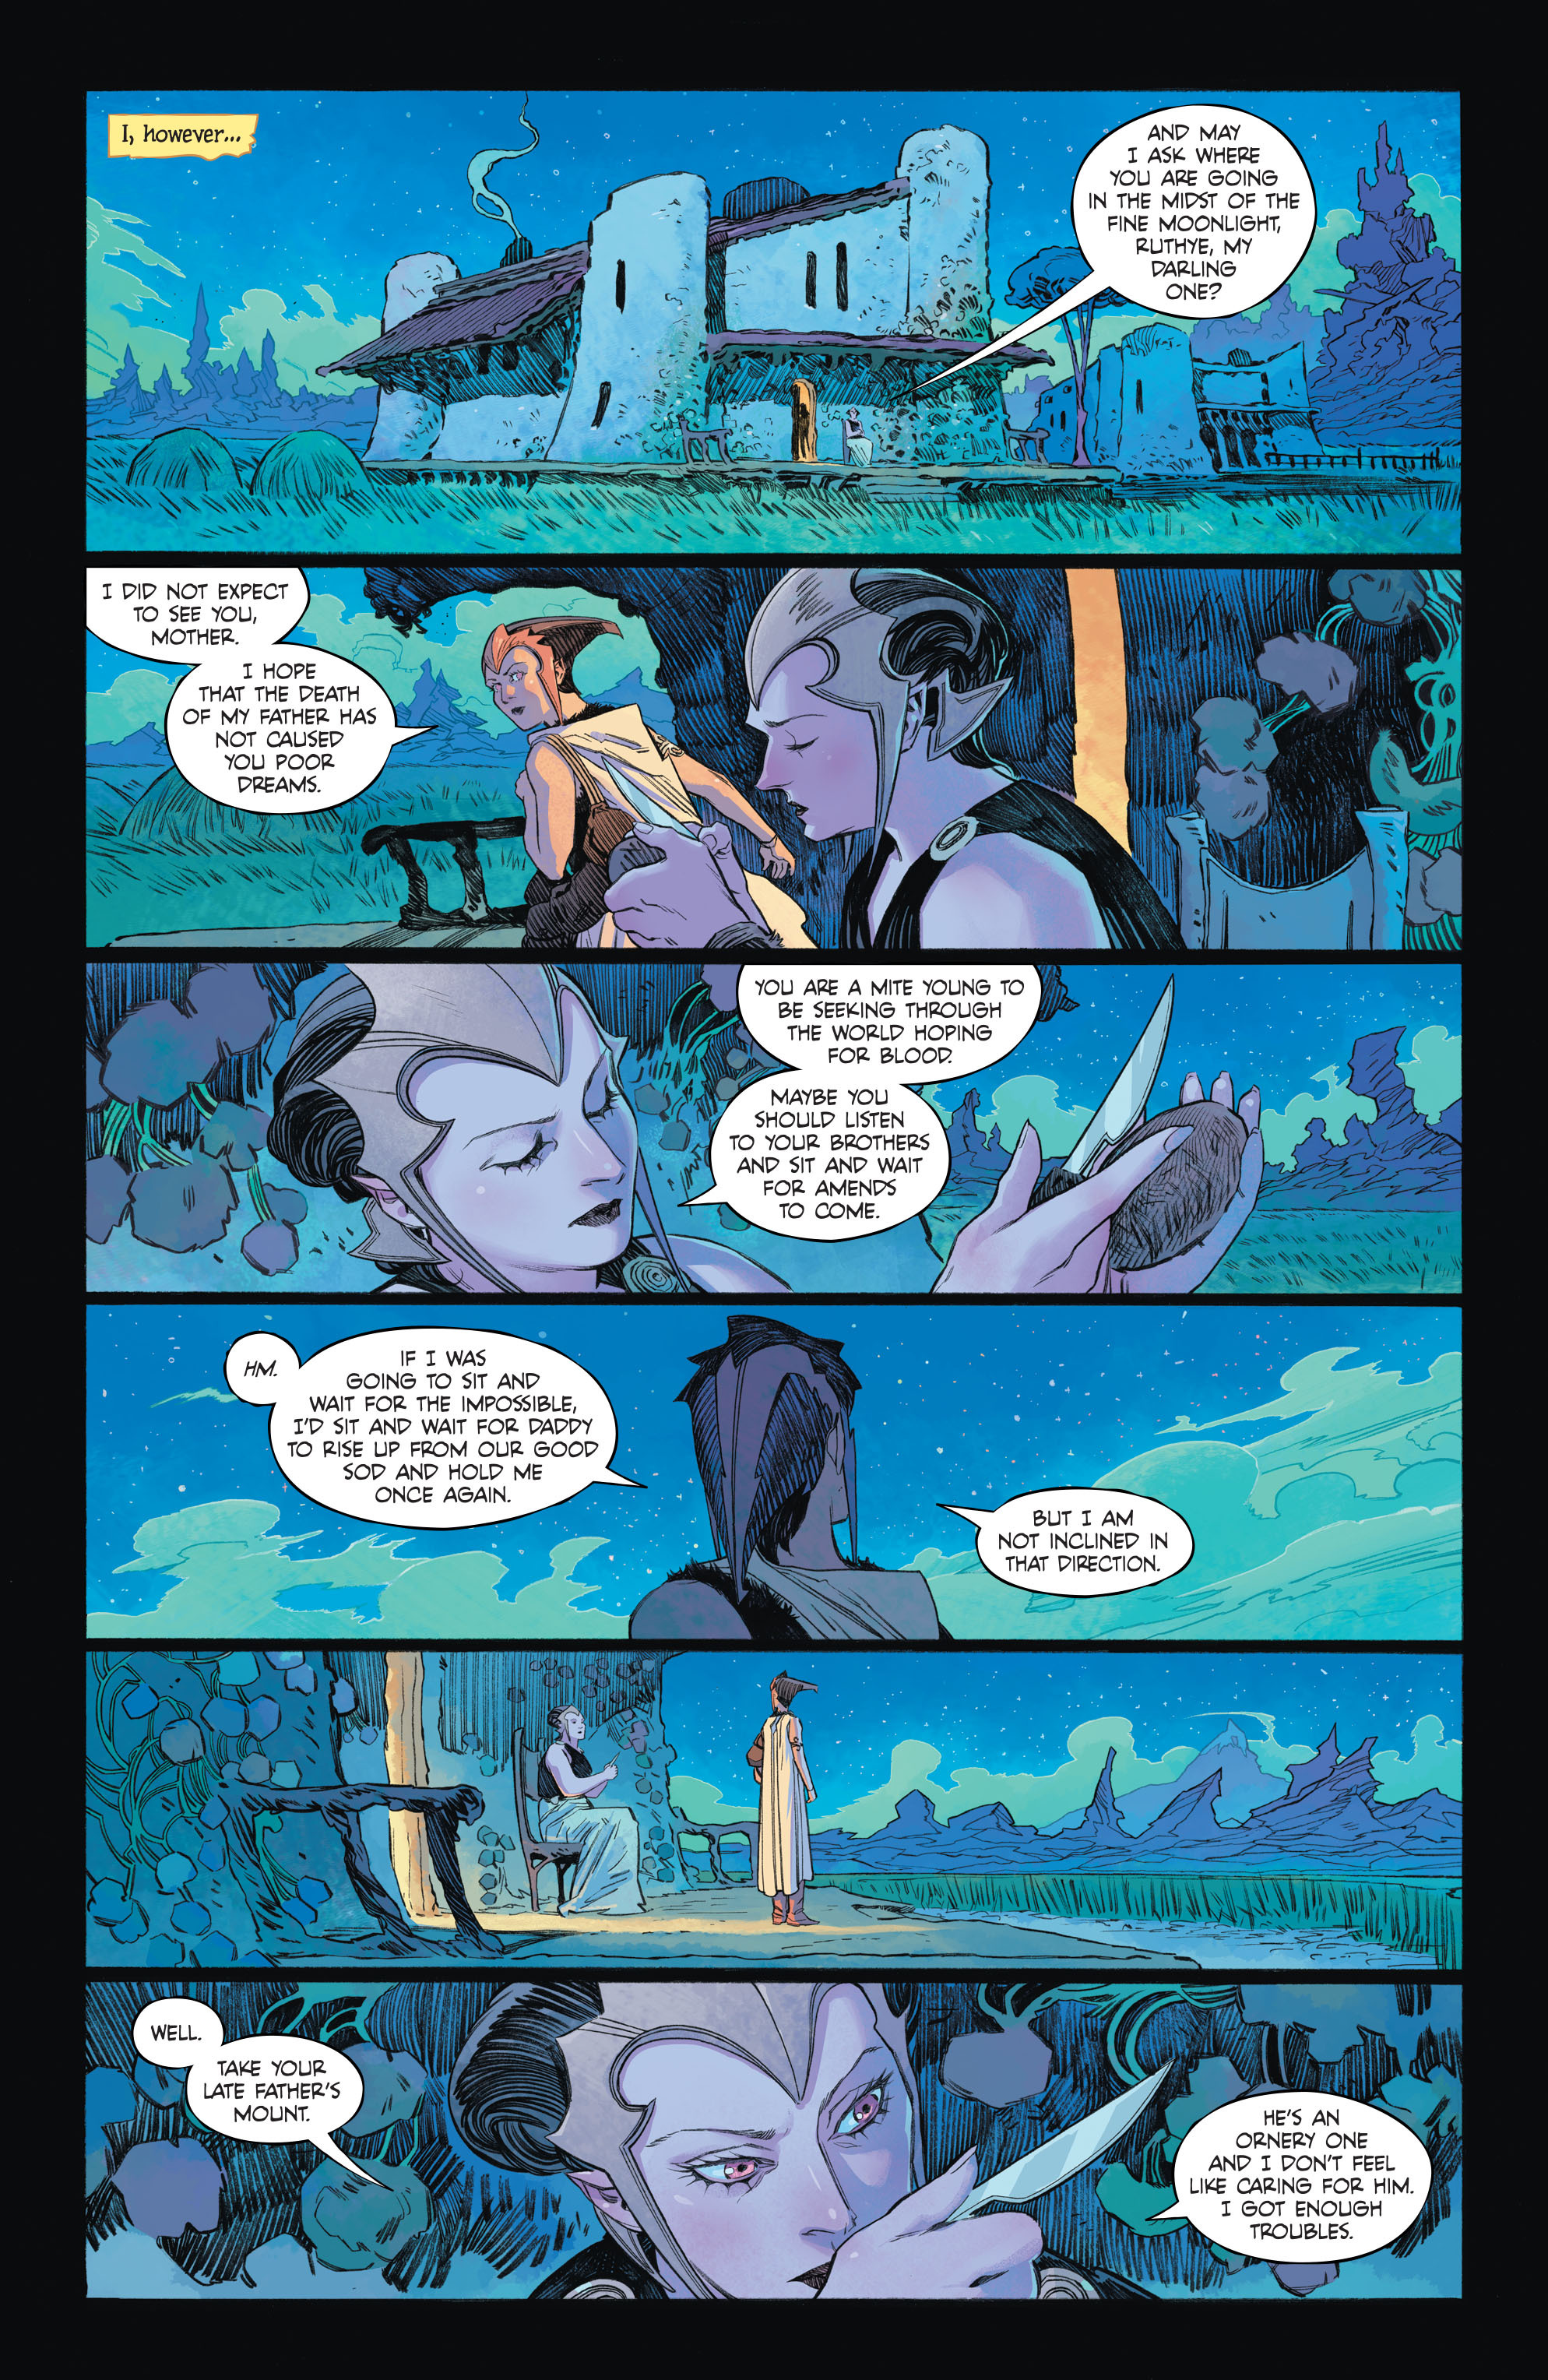 I, however...
AND MAY
I ASK WHERE
YOU ARE GOING
IN THE MIDST OF THE
FINE MOONLIGHT,
RUTHYE, MY
DARLING
ONE?
I DID NOT EXPECT
TO SEE YOU,
MOTHER.
I HOPE
THAT THE DEATH
OF MY FATHER HAS
NOT CAUSED
YOU POOR
DREAMS.
YOU ARE A MITE YOUNG TO
BE SEEKING THROUGH
THE WORLD HOPING
FOR BLOOD.
MAYBE YOU
SHOULD LISTEN
TO YOUR BROTHERS
AND SIT AND WAIT
FOR AMENDS
TO COME.
HM.
IF I WAS
GOING TO SIT AND
WAIT FOR THE IMPOSSIBLE,
I'D SIT AND WAIT FOR DADDY
TO RISE UP FROM OUR GOOD
SOD AND HOLD ME
ONCE AGAIN.
BUT I AM
NOT INCLINED IN
THAT DIRECTION.
WELL.
TAKE YOUR
LATE FATHER'S
MOUNT.
HE'S AN
ORNERY ONE
AND I DON'T FEEL
LIKE CARING FOR HIM.
I GOT ENOUGH
TROUBLES.